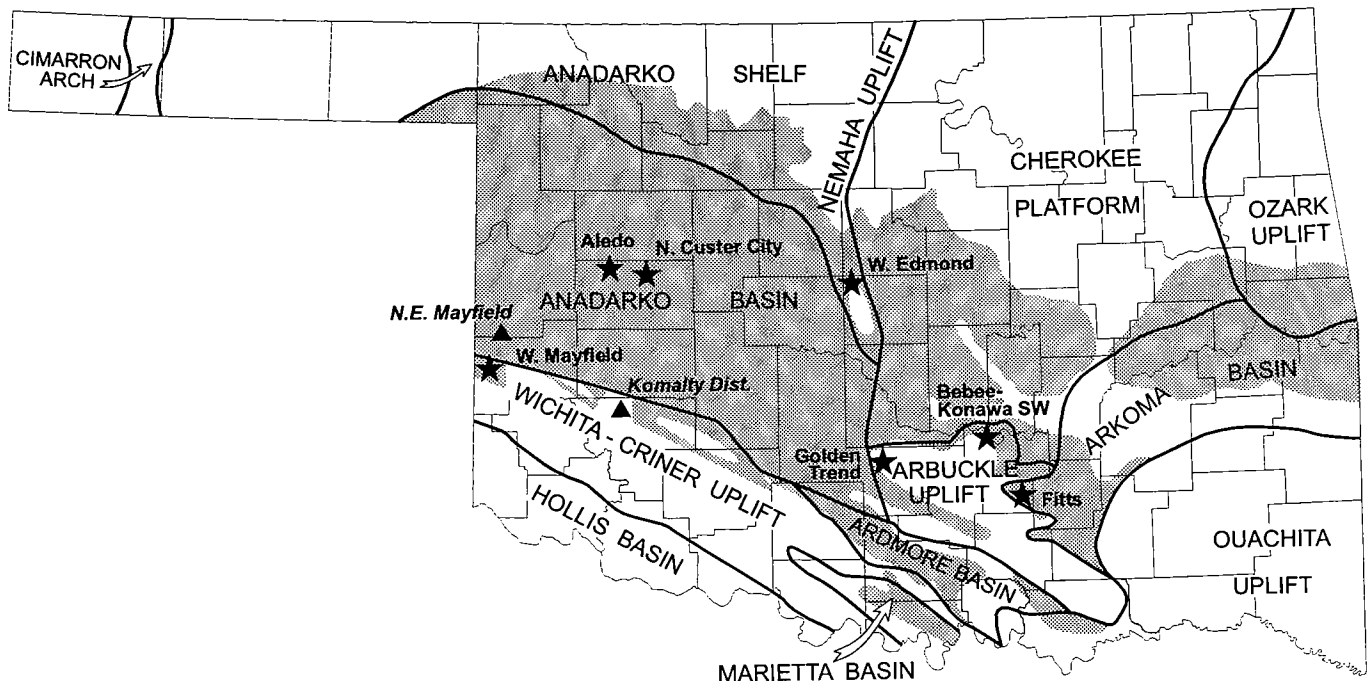 CIMARRON
ARCH
ANADARKO SHELF
NEMAHA UPLIFT
CHEROKEE
PLATFORM
OZARK
UPLIFT
Aledo
N. Custer City
W. Edmond
ANADARKO BASIN
N.E. Mayfield
W. Mayfield
Komalty Dist.
Bebee-
Konawa SW
BASIN
ARKOMA
WICHITA - CRINER UPLIFT
Golden
Trend
ARBUCKLE
UPLIFT
Fitts
HOLLIS BASIN
ARDMORE BASIN
OUACHITA
UPLIFT
MARIETTA BASIN